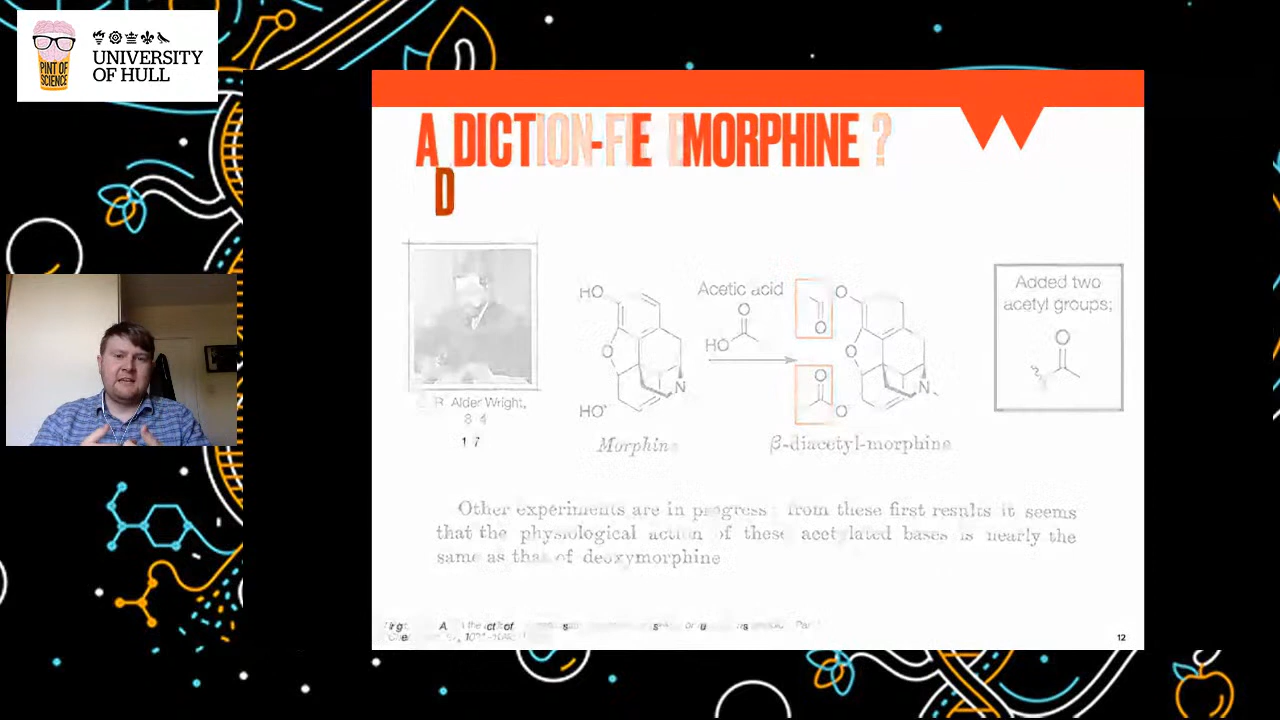 PINT OF
SCIENCE
UNIVERSITY
OF HULL
A DICTION-F E MORPHINE ?
D
HO
O
HO
N
Acetic acid
O
HO
O
O
O
O
O
N
Added two
acetyl groups;
O
R Alder Wright,
Morphin
β-diacetyl-morphine
Other experiments are in progress from these first results it seems
that the physiological action of these acetylated bases is nearly the
same as that of deoxymorphine
12